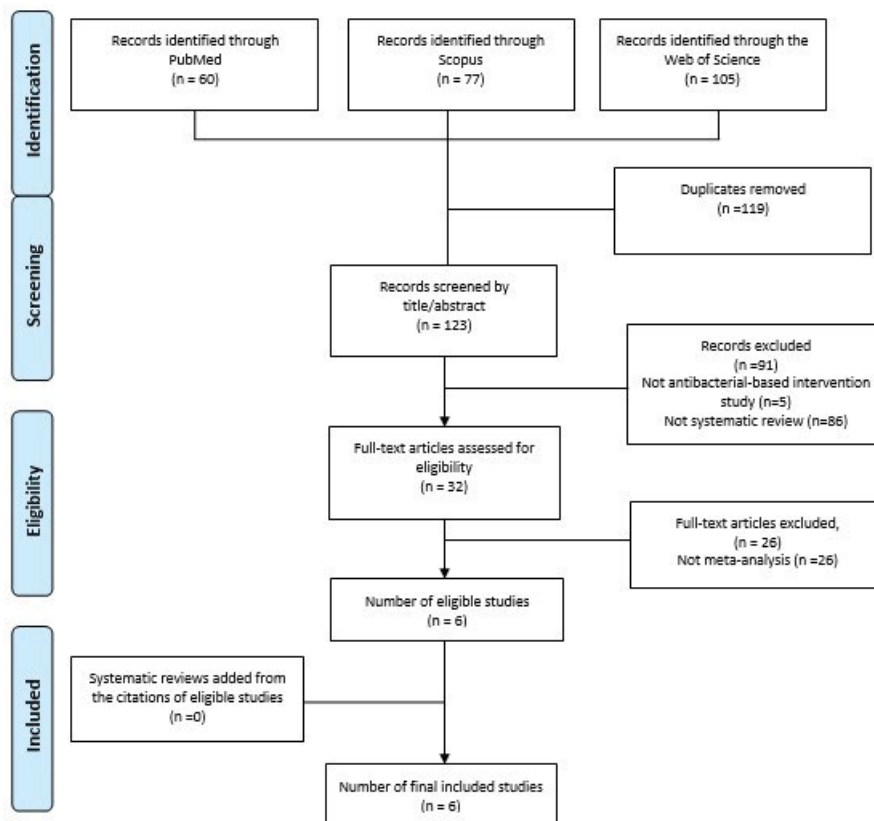 Identification
Records identified through
PubMed
(n = 60)
Records identified through
Scopus
(n = 77)
Records identified through the
Web of Science
(n = 105)
Screening
Duplicates removed
(n =119)
Records screened by
title/abstract
(n = 123)
Records excluded
(n =91)
Not antibacterial-based intervention
study (n=5)
Not systematic review (n=86)
Eligibility
Full-text articles assessed for
eligibility
(n = 32)
Full-text articles excluded,
(n = 26)
Not meta-analysis (n =26)
Number of eligible studies
(n = 6)
Included
Systematic reviews added from
the citations of eligible studies
(n =0)
Number of final included studies
(n = 6)